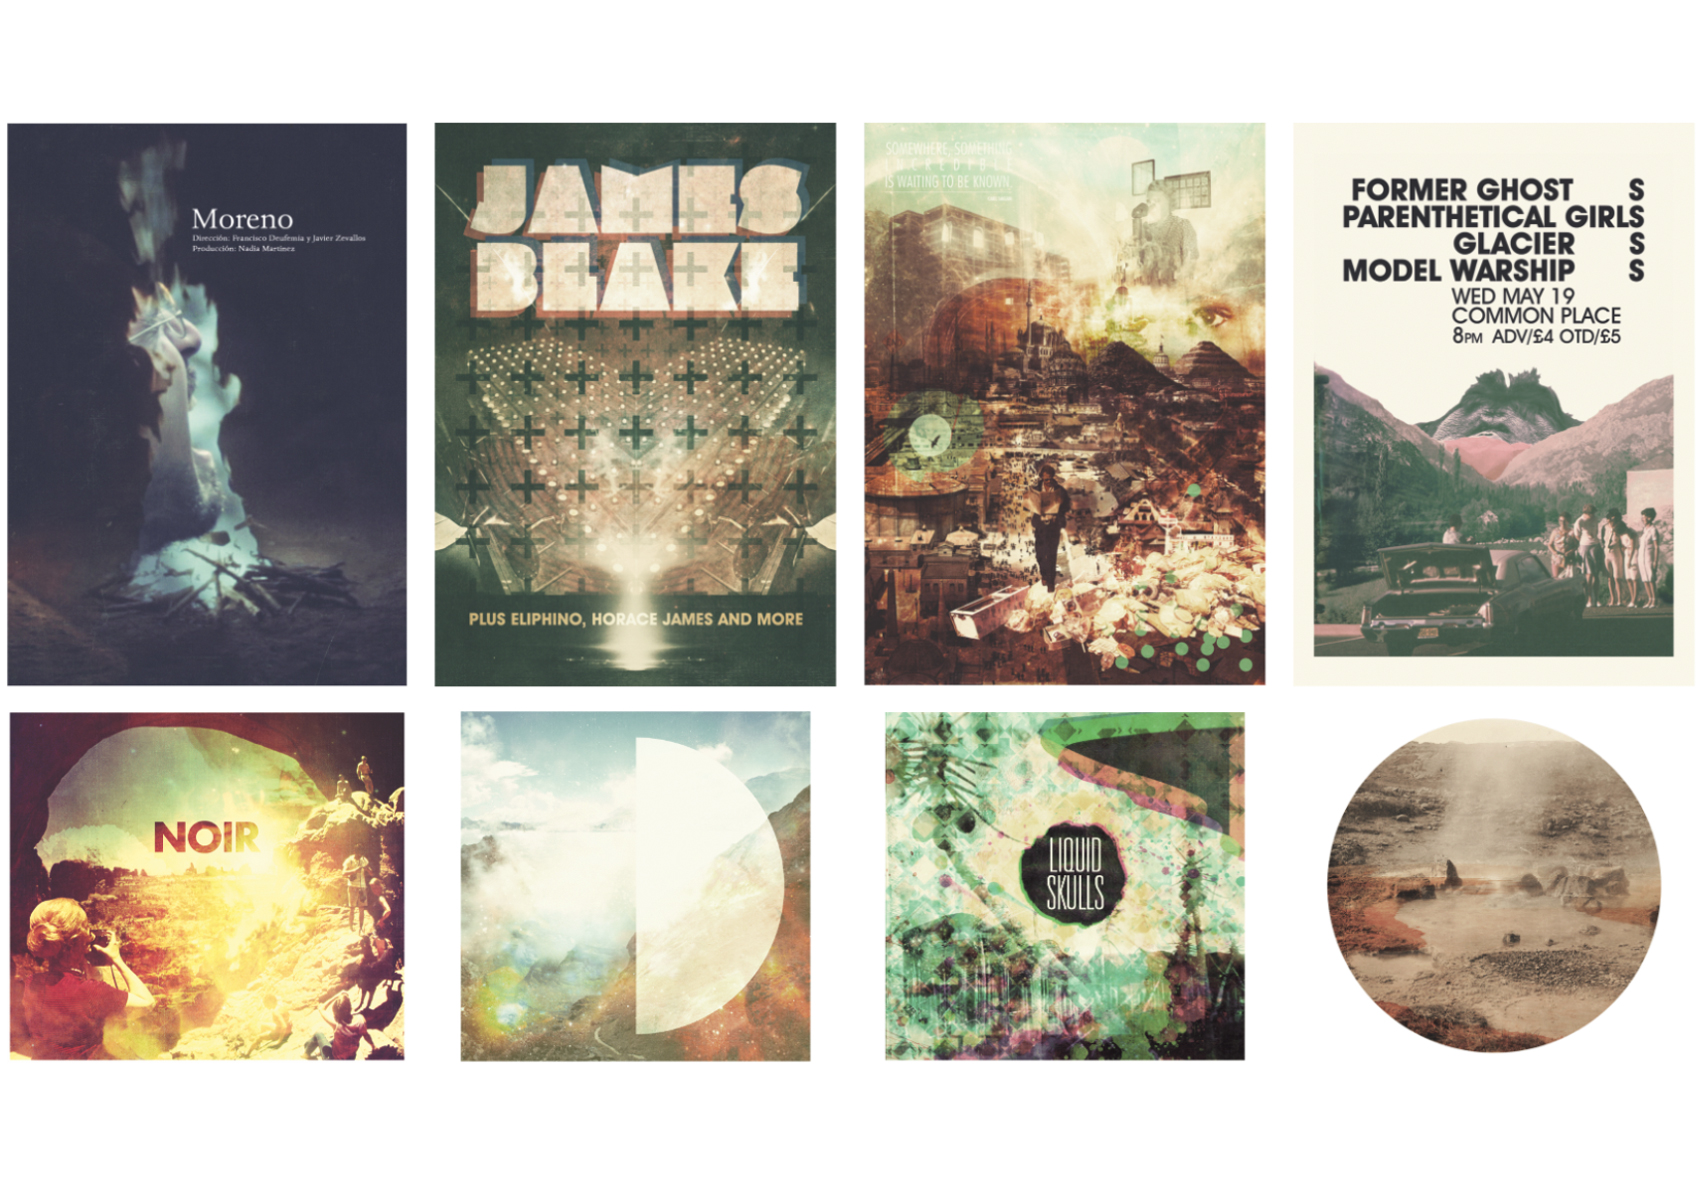 Moreno
Dirección: Francisco Deufemia y Javier Zevallos
Producción: Nadia Martínez
JAMES
BLAKE
PLUS ELIPHINO, HORACE JAMES AND MORE
SOMEWHERE, SOMETHING
INCREDIBLE
IS WAITING TO BE KNOWN.
FORMER GHOST S
PARENTHETICAL GIRLS
GLACIER S
MODEL WARSHIP S
WED MAY 19
COMMON PLACE
8PM ADV/£4 OTD/£5
NOIR
LIQUID
SKULLS